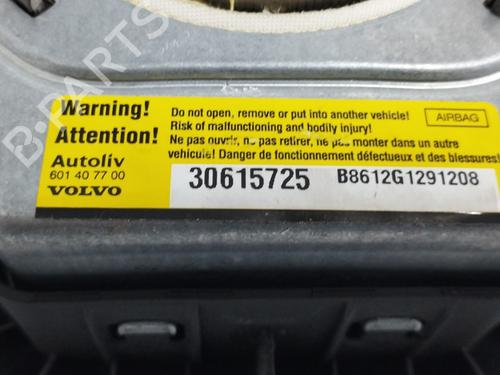 B-PARTS
Warning!
Attention!
Autoliv
601 40 77 00
VOLVO
Do not open, remove or put into another vehicle!
Risk of malfunctioning and bodily injury!
Ne pas ouvrir, no pas retirer, ne pas monter dans un autre
vehicule! Danger de fonctionnement défectueux et des blessures!
AIRBAG
30615725
B8612G1291208